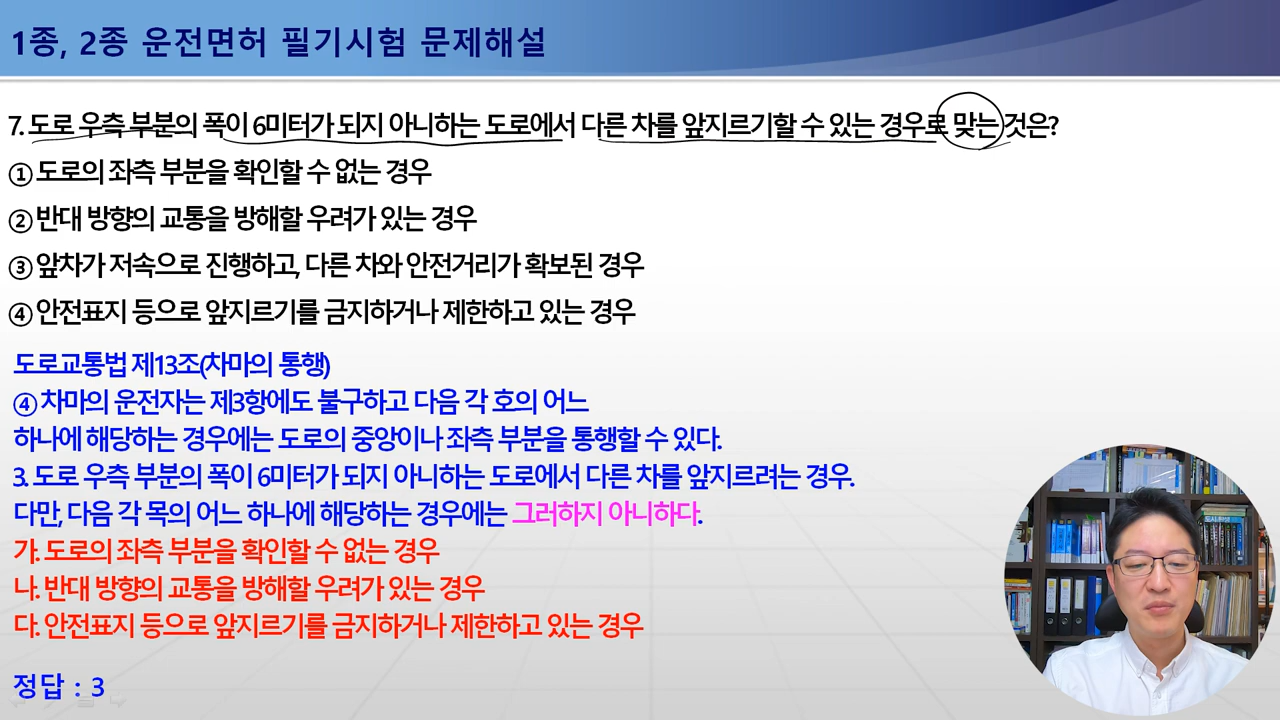 1종, 2종 운전면허 필기시험 문제해설
7. 도로 우측 부분의 폭이 6미터가 되지 아니하는 도로에서 다른 차를 앞지르기할 수 있는 경우로 맞는 것은?
① 도로의 좌측 부분을 확인할 수 없는 경우
② 반대 방향의 교통을 방해할 우려가 있는 경우
③ 앞차가 저속으로 진행하고, 다른 차와 안전거리가 확보된 경우
④ 안전표지 등으로 앞지르기를 금지하거나 제한하고 있는 경우
도로교통법 제13조(차마의 통행)
④ 차마의 운전자는 제3항에도 불구하고 다음 각 호의 어느
하나에 해당하는 경우에는 도로의 중앙이나 좌측 부분을 통행할 수 있다.
3. 도로 우측 부분의 폭이 6미터가 되지 아니하는 도로에서 다른 차를 앞지르려는 경우.
다만, 다음 각 목의 어느 하나에 해당하는 경우에는 그러하지 아니하다.
가. 도로의 좌측 부분을 확인할 수 없는 경우
나. 반대 방향의 교통을 방해할 우려가 있는 경우
다. 안전표지 등으로 앞지르기를 금지하거나 제한하고 있는 경우
정답 : 3